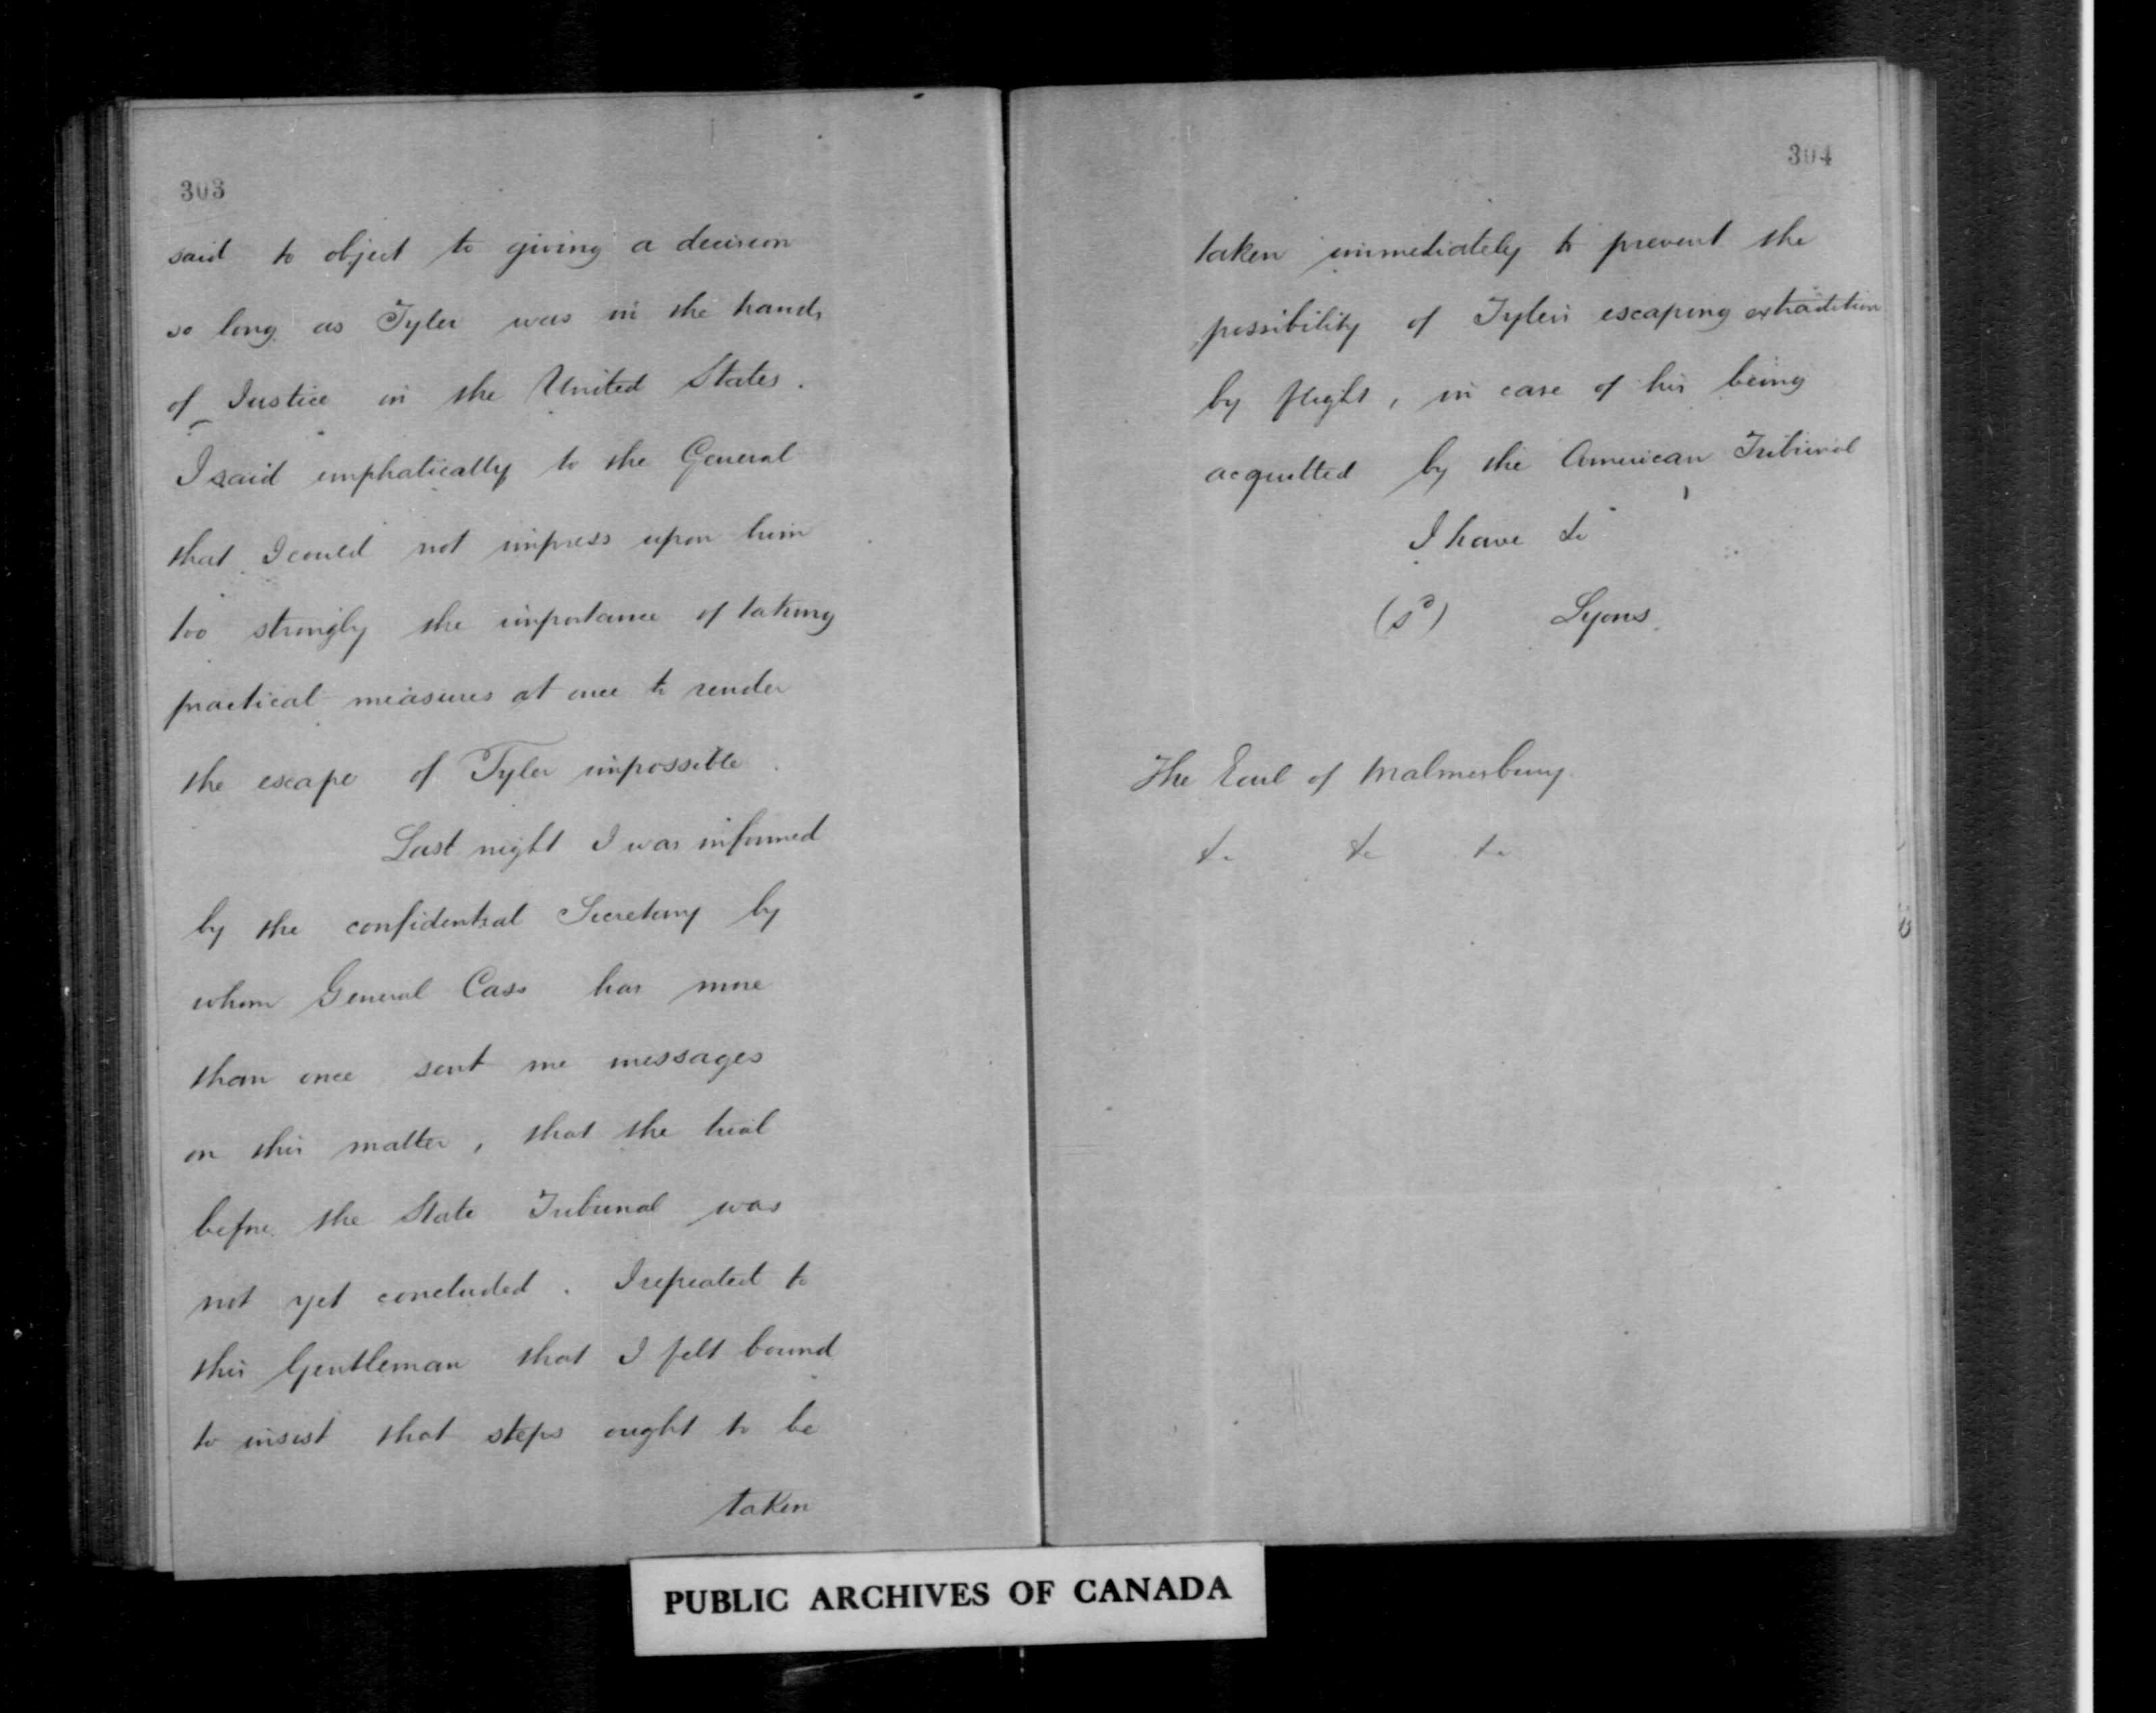 303
said to object to giving a decision
so long as Tyler was in the hands
of Justice in the United States.
I said emphatically to the General
that I could not impress upon him
too strongly the importance of taking
practical measures at once to render
the escape of Tyler impossible.
Last night I was informed
by the confidential Secretary by
whom General Cass has more
than once sent me messages
on this matter, that the trial
before the State Tribunal was
not yet concluded. I repeated to
this Gentleman that I felt bound
to insist that steps ought to be
taken
304
taken immediately to prevent the
possibility of Tyler's escaping extradition
by flight, in case of his being
acquitted by the American Tribunal
I have &c
(sd) Lyons.
The Earl of Malmesbury.
&c &c &c
PUBLIC ARCHIVES OF CANADA